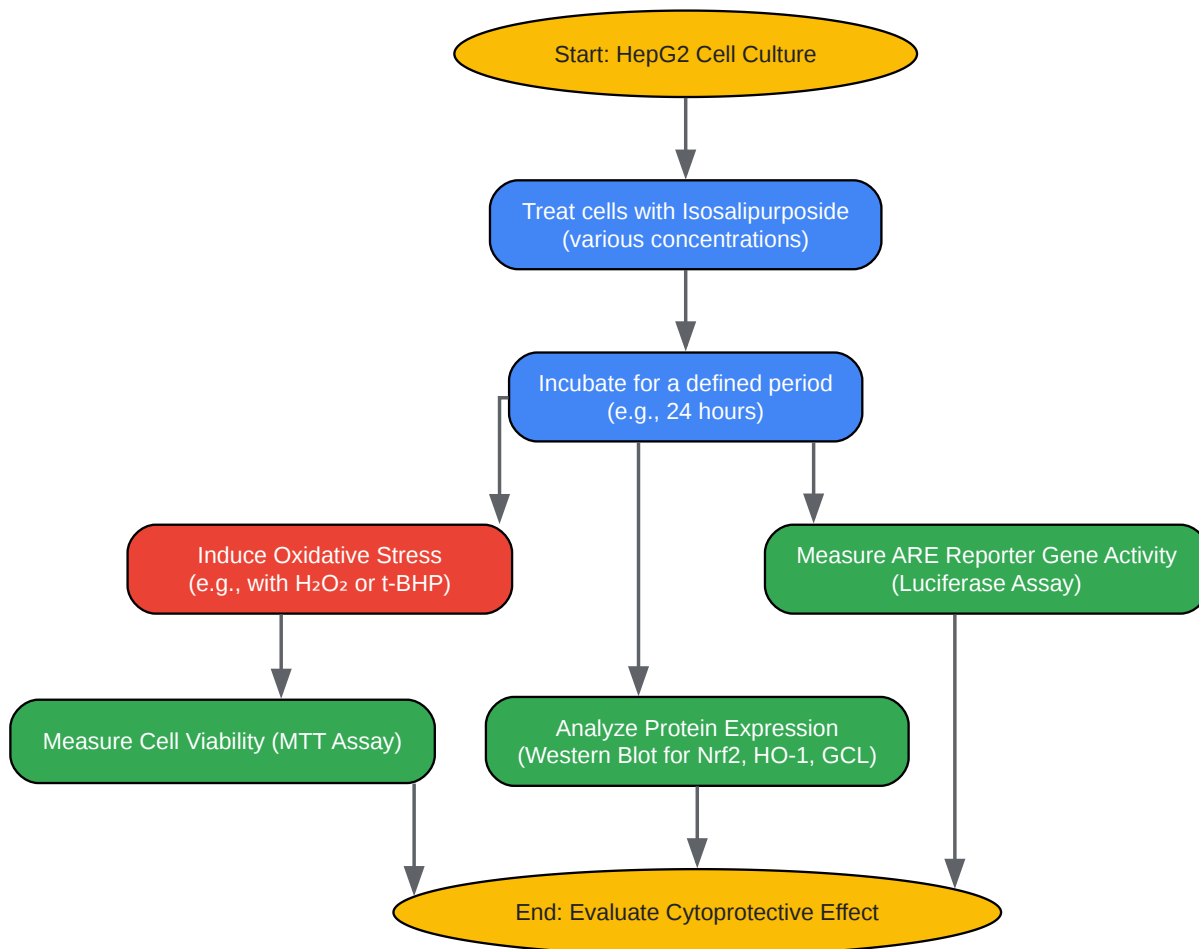 Start: HepG2 Cell Culture
Treat cells with Isosalipurposide
(various concentrations)
Incubate for a defined period
(e.g., 24 hours)
Induce Oxidative Stress
(e.g., with H₂O₂ or t-BHP)
Measure ARE Reporter Gene Activity
(Luciferase Assay)
Measure Cell Viability (MTT Assay)
Analyze Protein Expression
(Western Blot for Nrf2, HO-1, GCL)
End: Evaluate Cytoprotective Effect